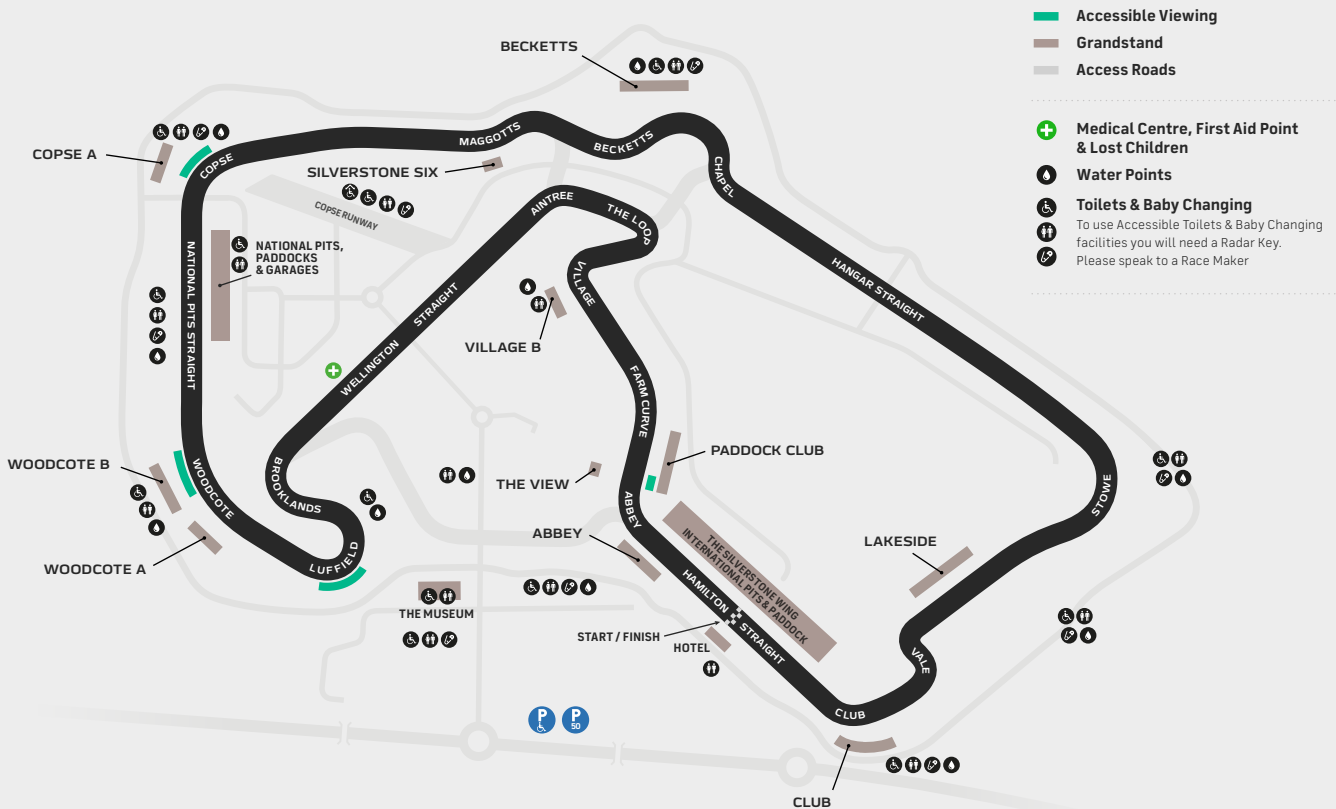 Accessible Viewing
Grandstand
Access Roads
Medical Centre, First Aid Point
& Lost Children
Water Points
Toilets & Baby Changing
To use Accessible Toilets & Baby Changing
facilities you will need a Radar Key.
Please speak to a Race Maker
BECKETTS
COPSE A
COPSE
MAGGOTTS
BECKETTS
CHAPEL
SILVERSTONE SIX
COPSE RUNWAY
AINTREE
THE LOOP
NATIONAL PITS STRAIGHT
NATIONAL PITS,
PADDOCKS
& GARAGES
VILLAGE
HANGAR STRAIGHT
WELLINGTON STRAIGHT
VILLAGE B
FARM CURVE
WOODCOTE B
WOODCOTE
BROOKLANDS
THE VIEW
PADDOCK CLUB
ABBEY
STOWE
WOODCOTE A
LUFFIELD
ABBEY
THE SILVERSTONE WING
INTERNATIONAL PITS & PADDOCK
LAKESIDE
THE MUSEUM
HAMILTON STRAIGHT
START / FINISH
HOTEL
VALE
CLUB
P
P
50
CLUB